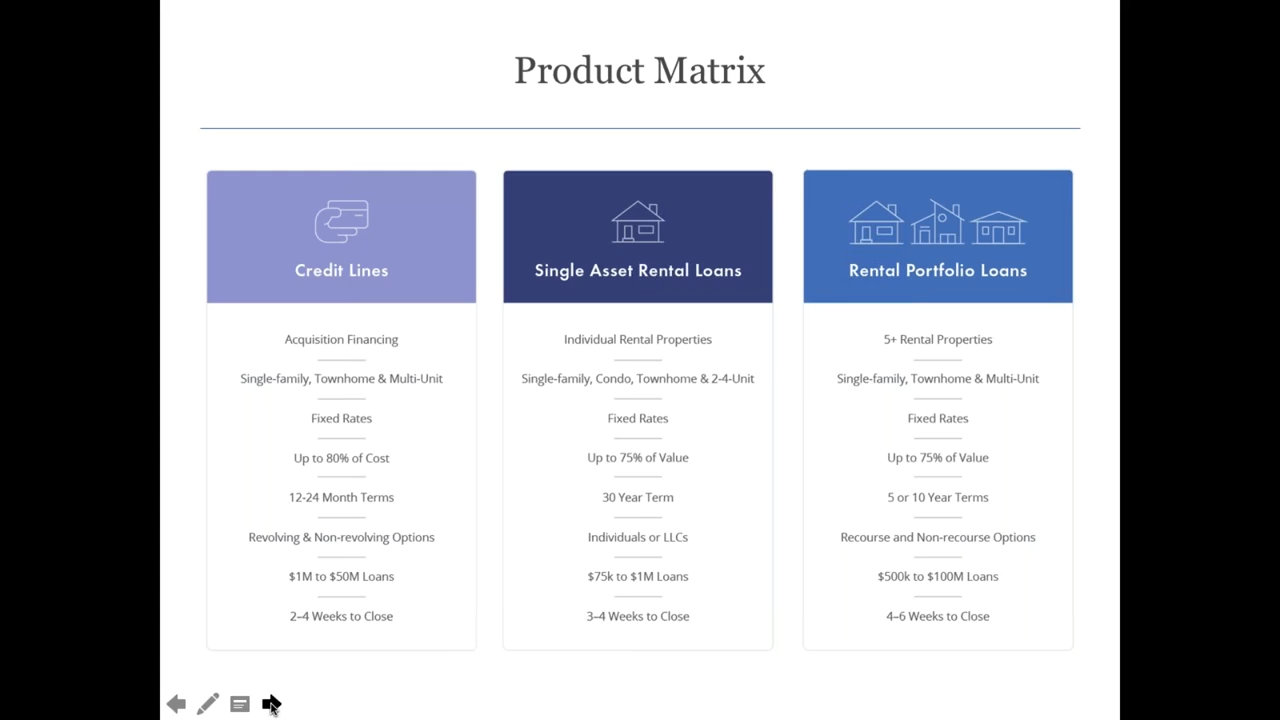 Product Matrix
Credit Lines
Acquisition Financing
Single-family, Townhome & Multi-Unit
Fixed Rates
Up to 80% of Cost
12-24 Month Terms
Revolving & Non-revolving Options
$1M to $50M Loans
2–4 Weeks to Close
Single Asset Rental Loans
Individual Rental Properties
Single-family, Condo, Townhome & 2-4-Unit
Fixed Rates
Up to 75% of Value
30 Year Term
Individuals or LLCs
$75k to $1M Loans
3–4 Weeks to Close
Rental Portfolio Loans
5+ Rental Properties
Single-family, Townhome & Multi-Unit
Fixed Rates
Up to 75% of Value
5 or 10 Year Terms
Recourse and Non-recourse Options
$500k to $100M Loans
4–6 Weeks to Close